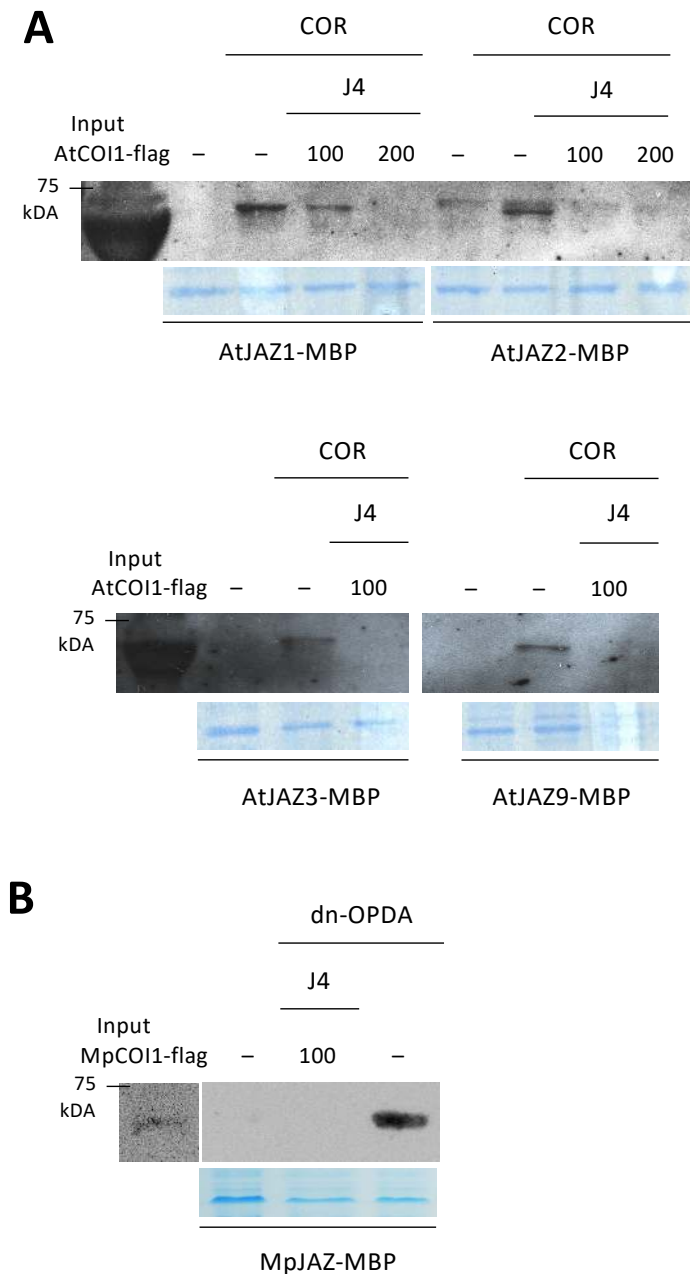 A
COR COR
J4 J4
Input
AtCOI1-flag – – 100 200 – – 100 200
75
kDA
AtJAZ1-MBP AtJAZ2-MBP
COR COR
J4 J4
Input
AtCOI1-flag – – 100 – – 100
75
kDA
AtJAZ3-MBP AtJAZ9-MBP
B
dn-OPDA
J4
Input
MpCOI1-flag – 100 –
75
kDA
MpJAZ-MBP